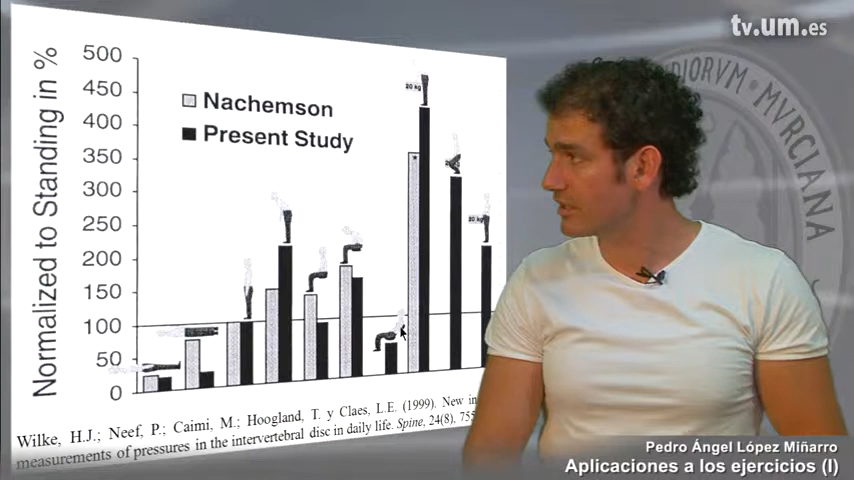 tv.um.es
500
450
400
350
300
250
200
150
100
50
0
Normalized to Standing in %
Nachemson
Present Study
20 kg
20 kg
DIORVM · MVRCIANA
Wilke, H.J.; Neef, P.; Caimi, M.; Hoogland, T. y Claes, L.E. (1999). New in
measurements of pressures in the intervertebral disc in daily life. Spine, 24(8), 755
Pedro Ángel López Miñarro
Aplicaciones a los ejercicios (I)